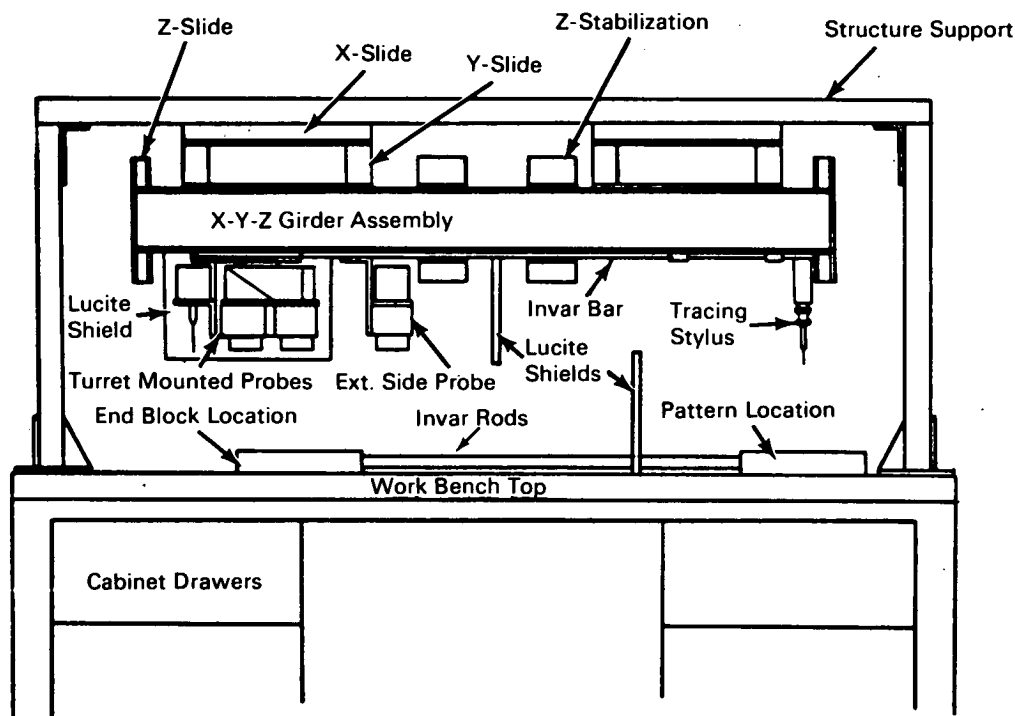 Z-Slide
X-Slide
Y-Slide
Z-Stabilization
Structure Support
X-Y-Z Girder Assembly
Lucite
Shield
Invar Bar
Tracing
Stylus
Lucite
Shields
Turret Mounted Probes
Ext. Side Probe
End Block Location
Invar Rods
Pattern Location
Work Bench Top
Cabinet Drawers